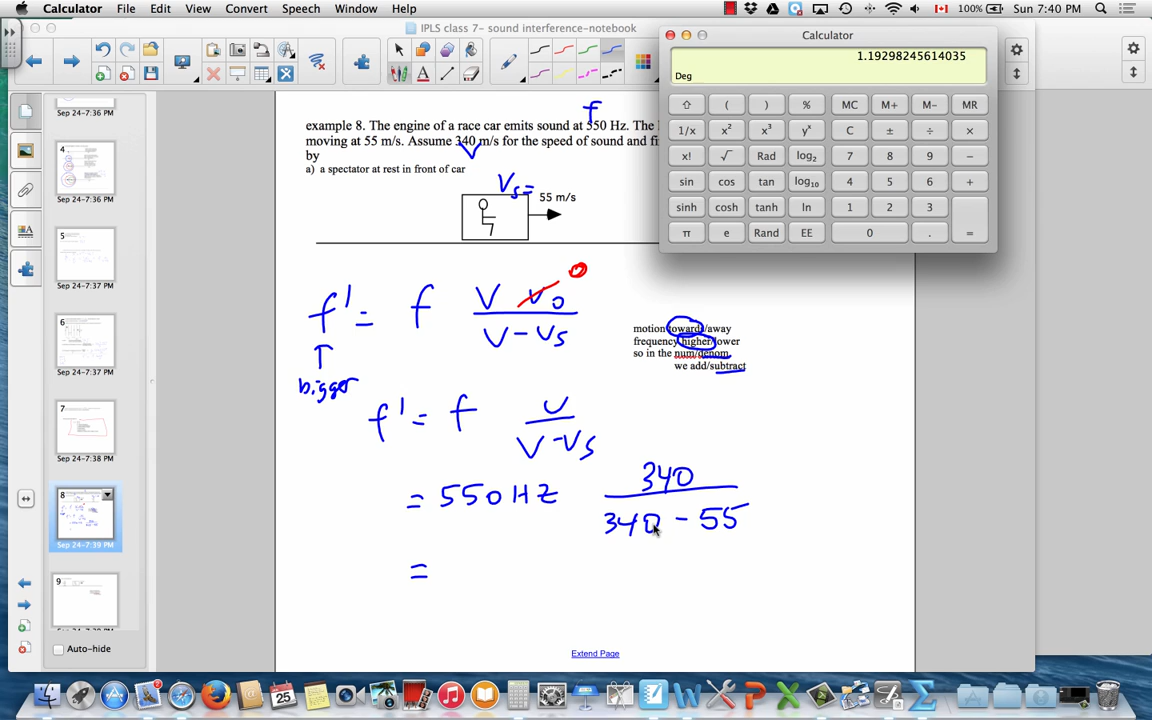 Calculator File Edit View Contents Speech Window Help 100% Sun 7:40 PM
IPLS class 7- sound interference-notebook
Calculator
1.19298245614035
Deg
( ) % MC M+ M- MR
1/x x² x³ yˣ C ± ÷ ×
x! √ Rad log₂ 7 8 9 −
sin cos tan log₁₀ 4 5 6 +
sinh cosh tanh ln 1 2 3
π e Rand EE 0 . =
Sep 24-7:36 PM
4
Sep 24-7:36 PM
5
Sep 24-7:37 PM
6
Sep 24-7:37 PM
7
Sep 24-7:38 PM
8
Sep 24-7:39 PM
9
Auto-hide
f
example 8. The engine of a race car emits sound at 550 Hz. The
moving at 55 m/s. Assume 340 m/s for the speed of sound and
by
V
a) a spectator at rest in front of car
Vs=
55 m/s
f' = f V vo 0
V - Vs
↑
bigger
motion towards/away
frequency higher/lower
so in the num/denom
we add/subtract
f' = f V
V - Vs
= 550 HZ 340
340 - 55
=
Extend Page
25